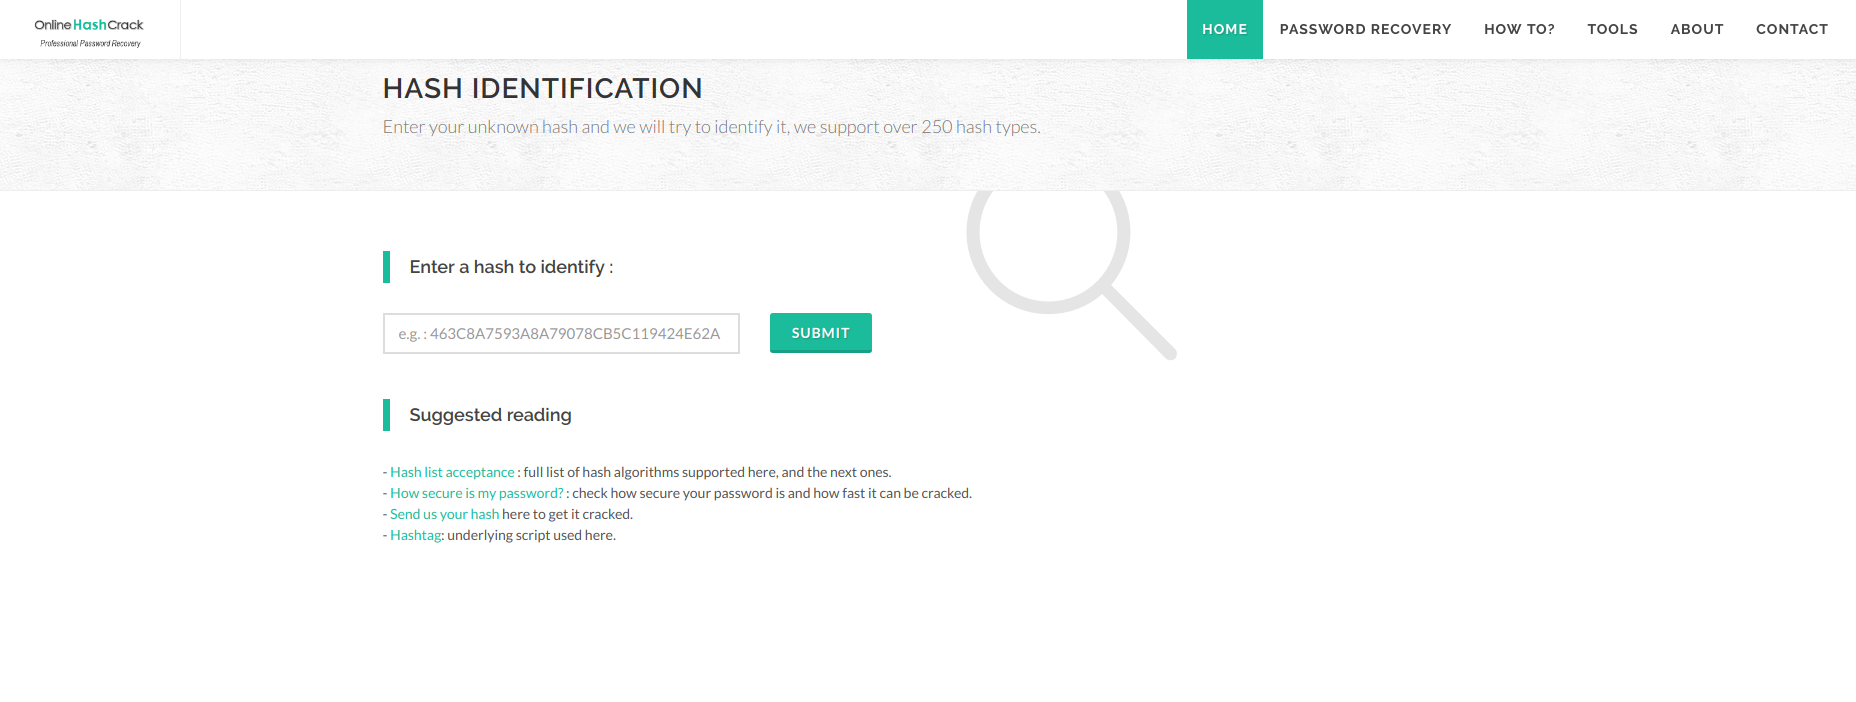 OnlineHashCrack
Professional Password Recovery
HOME PASSWORD RECOVERY HOW TO? TOOLS ABOUT CONTACT
HASH IDENTIFICATION
Enter your unknown hash and we will try to identify it, we support over 250 hash types.
Enter a hash to identify :
e.g. : 463C8A7593A8A79078CB5C119424E62A SUBMIT
Suggested reading
- Hash list acceptance : full list of hash algorithms supported here, and the next ones.
- How secure is my password? : check how secure your password is and how fast it can be cracked.
- Send us your hash here to get it cracked.
- Hashtag: underlying script used here.